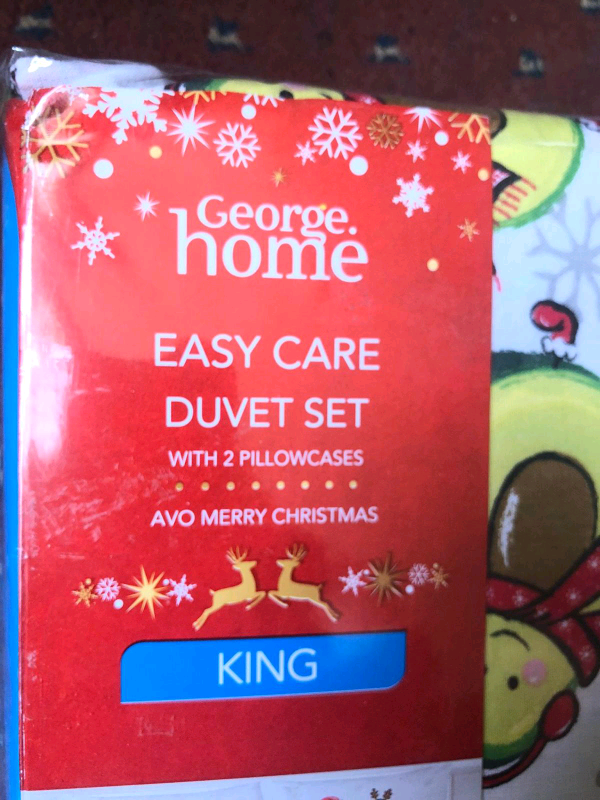 George.
home
EASY CARE
DUVET SET
WITH 2 PILLOWCASES
AVO MERRY CHRISTMAS
KING